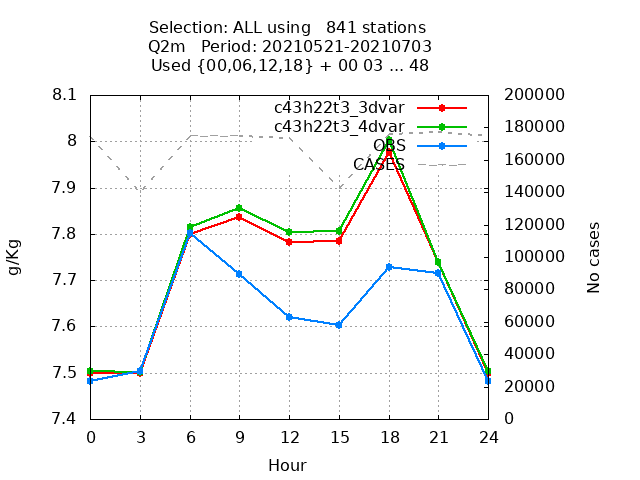 Selection: ALL using   841 stations
Q2m   Period: 20210521-20210703
Used {00,06,12,18} + 00 03 ... 48
c43h22t3_3dvar
c43h22t3_4dvar
OBS
CASES
8.1
8
7.9
7.8
7.7
7.6
7.5
7.4
g/Kg
200000
180000
160000
140000
120000
100000
80000
60000
40000
20000
0
No cases
0 3 6 9 12 15 18 21 24
Hour